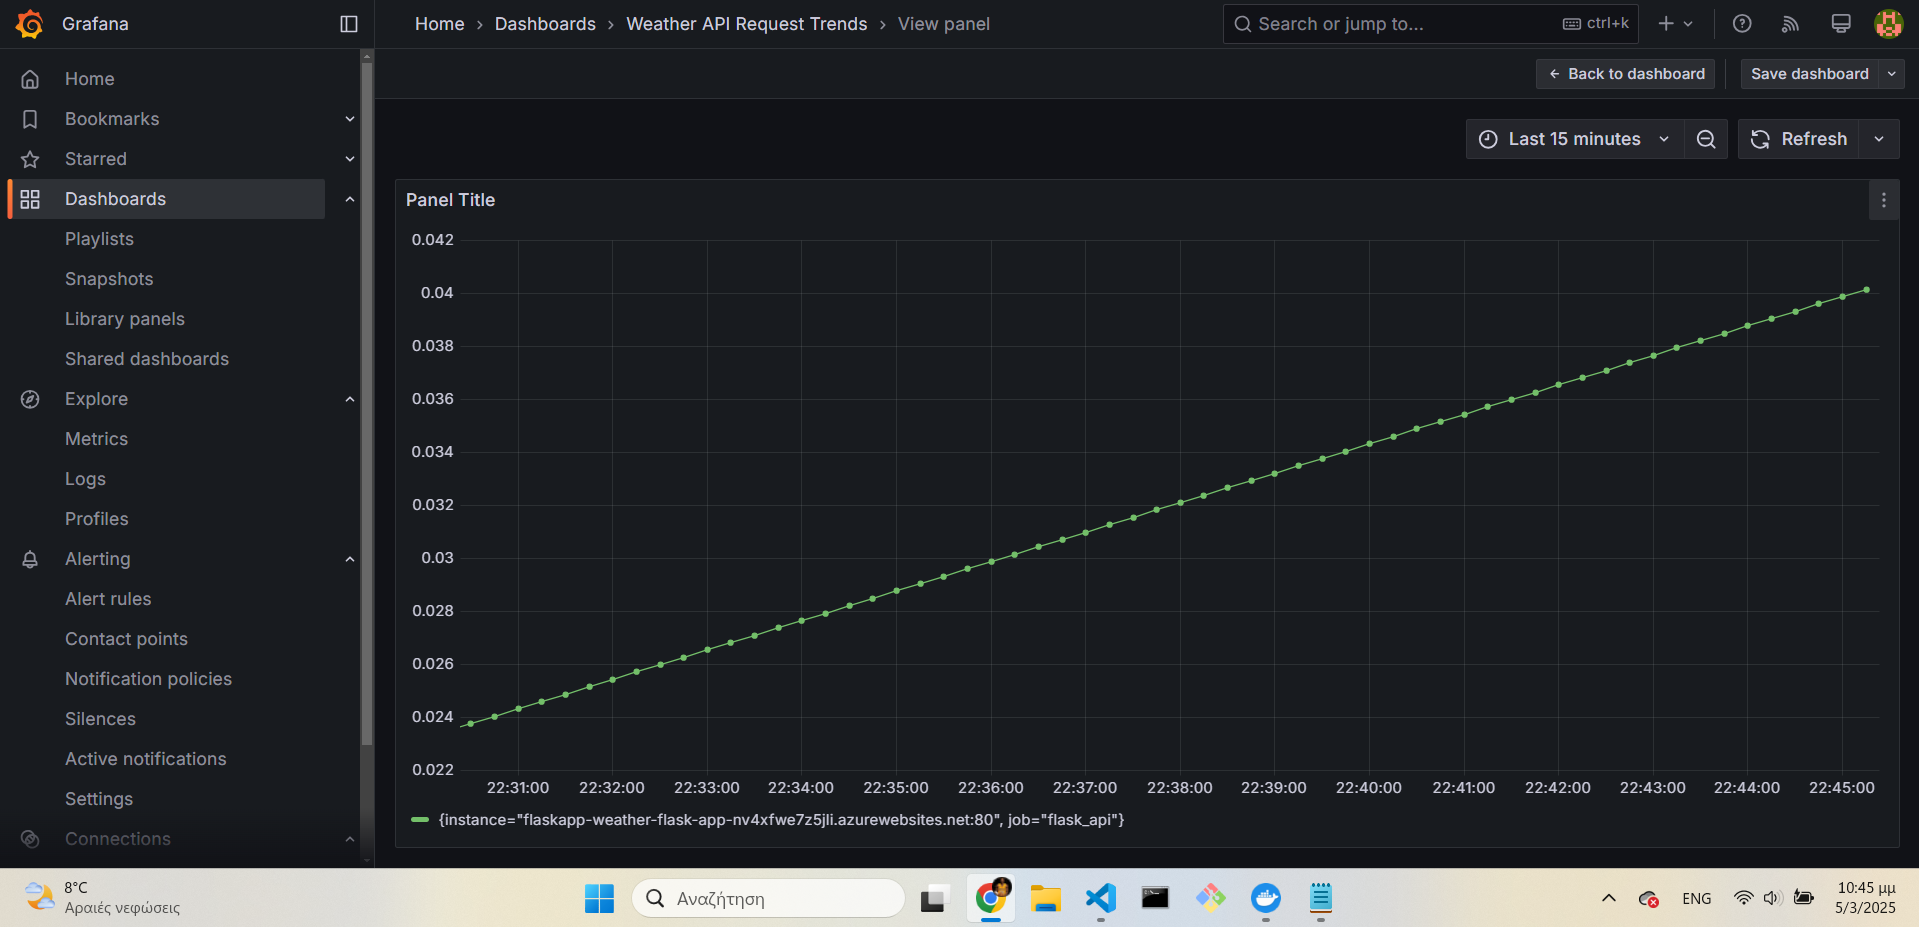 Grafana
Home › Dashboards › Weather API Request Trends › View panel
Search or jump to...
ctrl+k
Back to dashboard
Save dashboard
Home
Bookmarks
Starred
Dashboards
Playlists
Snapshots
Library panels
Shared dashboards
Explore
Metrics
Logs
Profiles
Alerting
Alert rules
Contact points
Notification policies
Silences
Active notifications
Settings
Connections
Last 15 minutes
Refresh
Panel Title
0.042
0.04
0.038
0.036
0.034
0.032
0.03
0.028
0.026
0.024
0.022
22:31:00 22:32:00 22:33:00 22:34:00 22:35:00 22:36:00 22:37:00 22:38:00 22:39:00 22:40:00 22:41:00 22:42:00 22:43:00 22:44:00 22:45:00
{instance="flaskapp-weather-flask-app-nv4xfwe7z5jli.azurewebsites.net:80", job="flask_api"}
8°C
Αραιές νεφώσεις
Αναζήτηση
ENG
10:45 μμ
5/3/2025